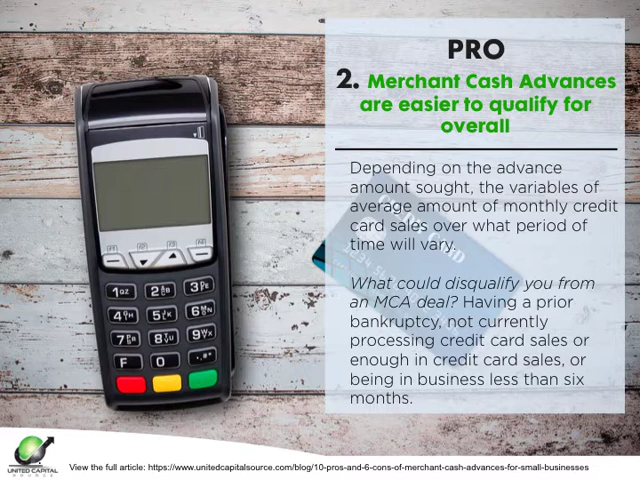 PRO
2. Merchant Cash Advances
are easier to qualify for
overall
Depending on the advance
amount sought, the variables of
average amount of monthly credit
card sales over what period of
time will vary.
What could disqualify you from
an MCA deal? Having a prior
bankruptcy, not currently
processing credit card sales or
enough in credit card sales, or
being in business less than six
months.
CREDIT CARD
1 2 3
4 5 6
7 8 9
F 0
UNITED CAPITAL
SOURCE
View the full article: https://www.unitedcapitalsource.com/blog/10-pros-and-6-cons-of-merchant-cash-advances-for-small-businesses